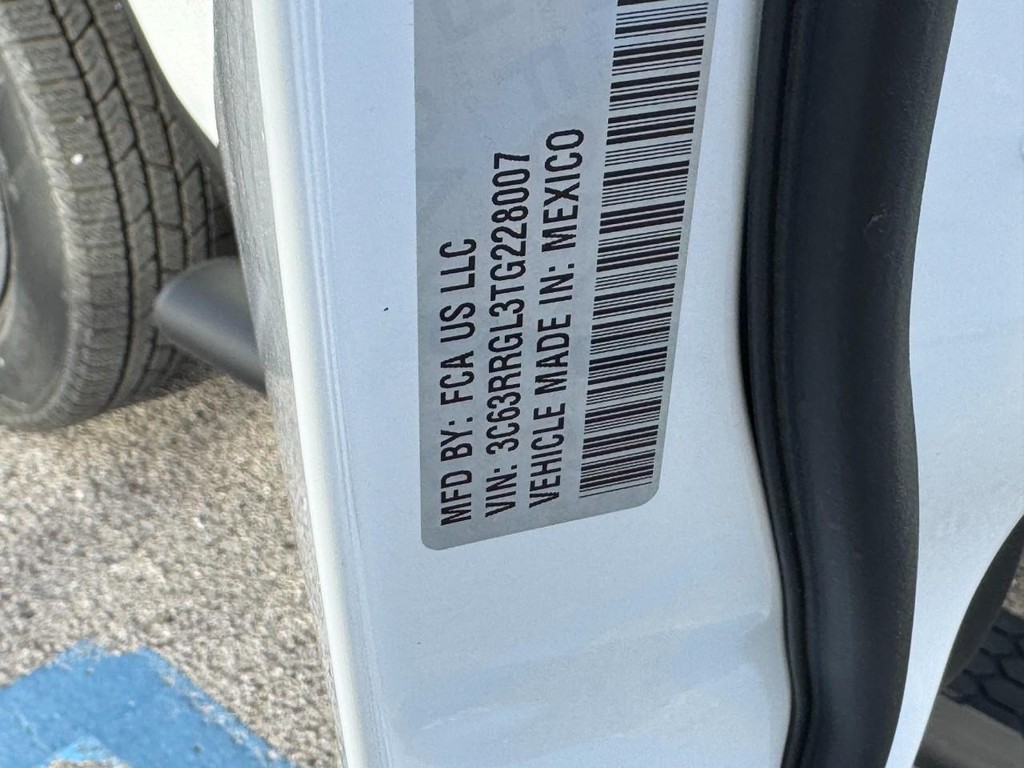 MFD BY: FCA US LLC
VIN: 3C63RRGL3TG228007
VEHICLE MADE IN: MEXICO